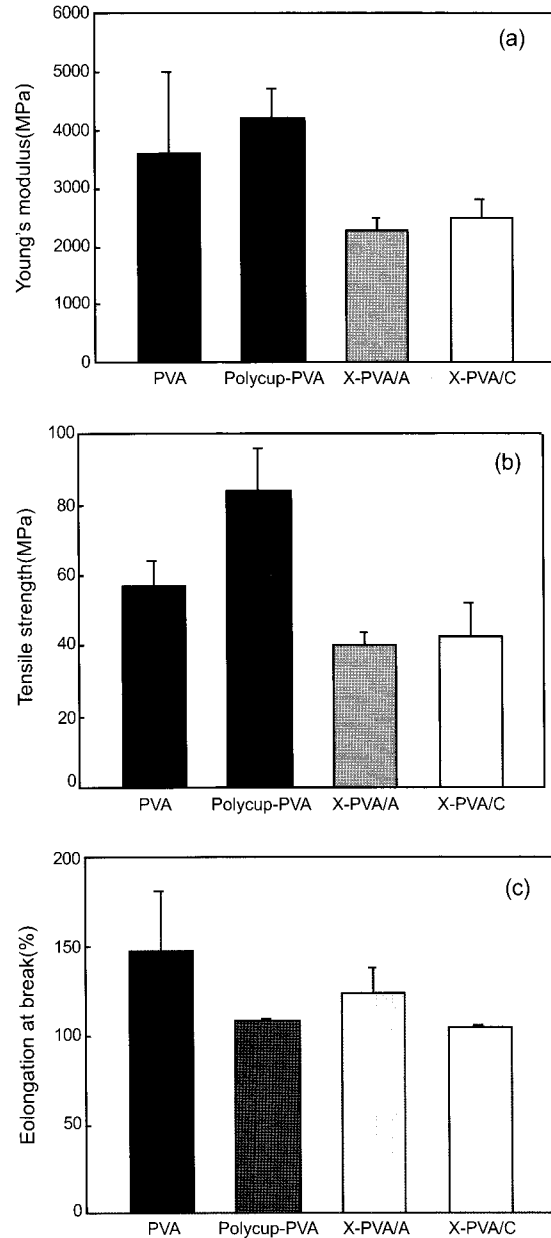 (a)
6000
5000
4000
3000
2000
1000
0
Young's modulus(MPa)
PVA Polycup-PVA X-PVA/A X-PVA/C
(b)
100
80
60
40
20
0
Tensile strength(MPa)
PVA Polycup-PVA X-PVA/A X-PVA/C
(c)
200
150
100
50
0
Eolongation at break(%)
PVA Polycup-PVA X-PVA/A X-PVA/C